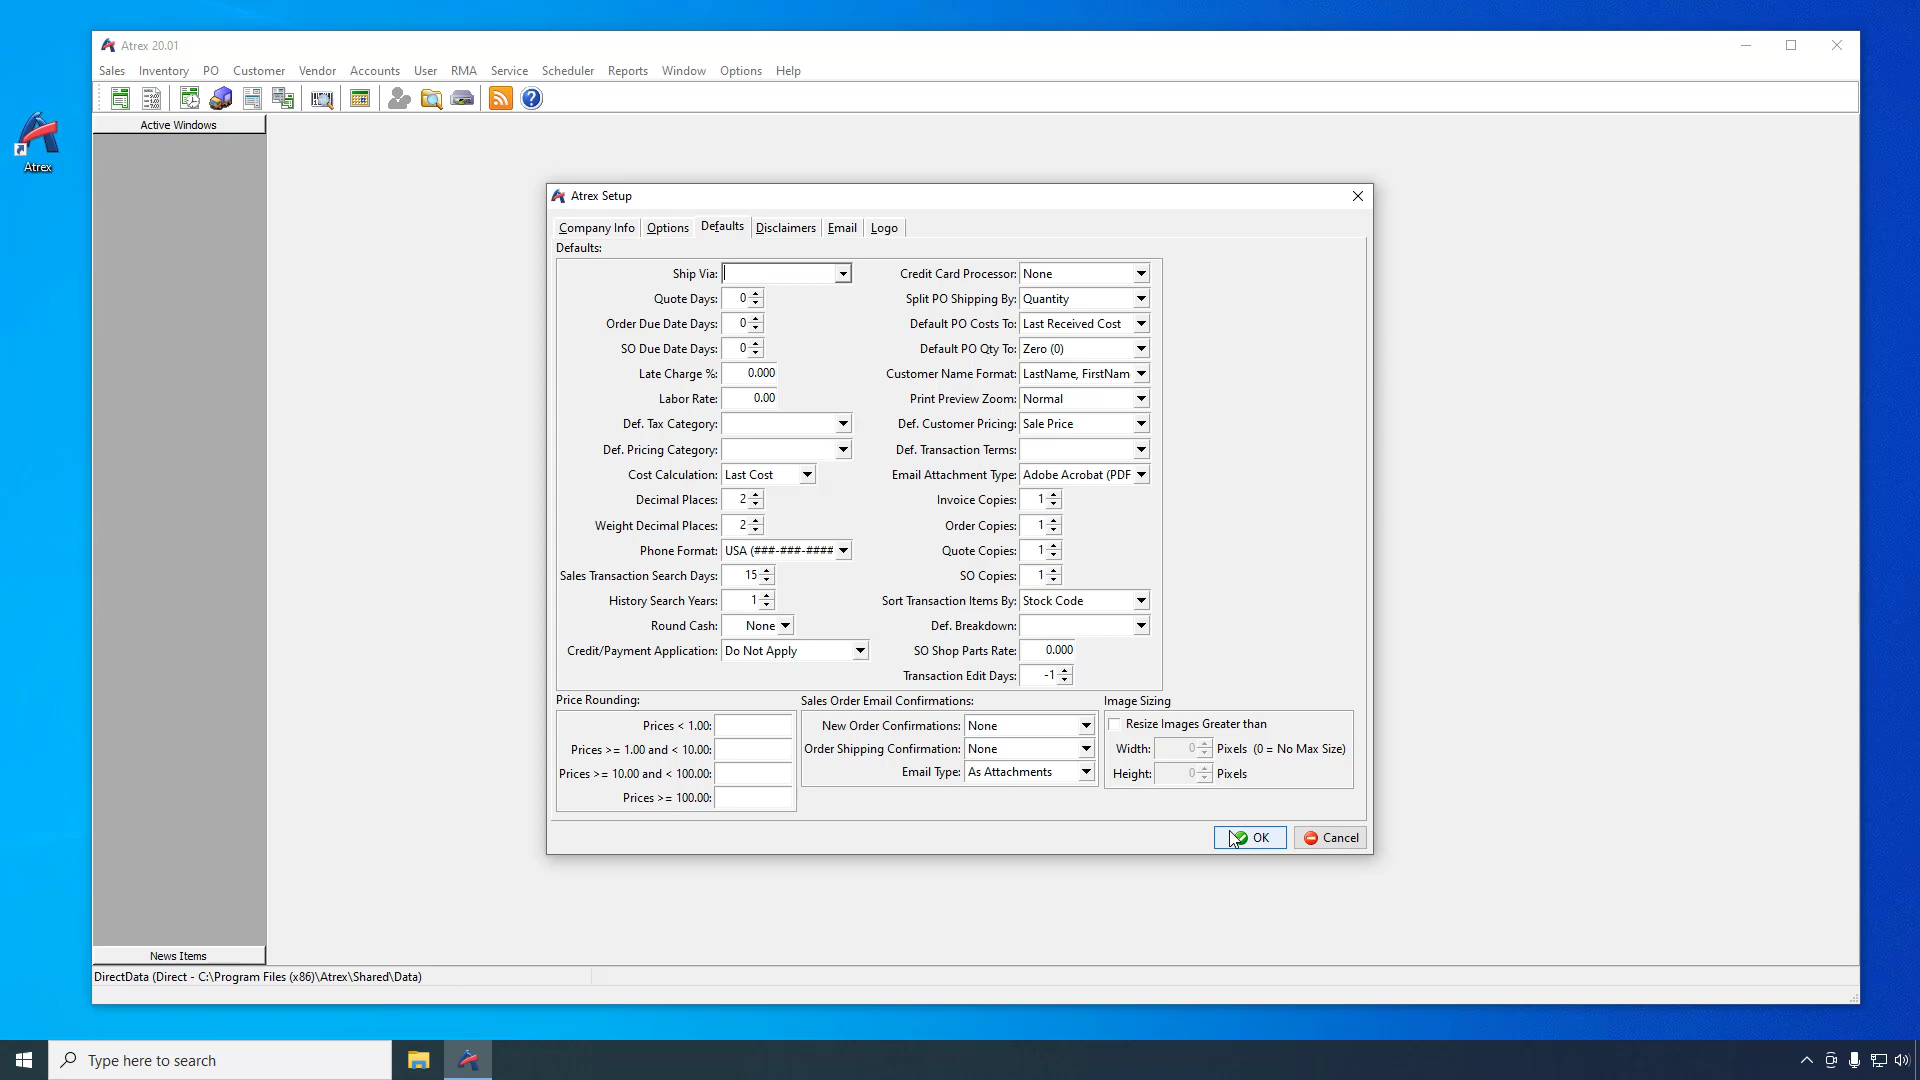 Atrex 20.01
Sales Inventory PO Customer Vendor Accounts User RMA Service Scheduler Reports Window Options Help
Active Windows
Atrex
Atrex Setup
Company Info Options Defaults Disclaimers Email Logo
Defaults:
Ship Via: Credit Card Processor: None
Quote Days: 0 Split PO Shipping By: Quantity
Order Due Date Days: 0 Default PO Costs To: Last Received Cost
SO Due Date Days: 0 Default PO Qty To: Zero (0)
Late Charge %: 0.000 Customer Name Format: LastName, FirstNam
Labor Rate: 0.00 Print Preview Zoom: Normal
Def. Tax Category: Def. Customer Pricing: Sale Price
Def. Pricing Category: Def. Transaction Terms:
Cost Calculation: Last Cost Email Attachment Type: Adobe Acrobat (PDF
Decimal Places: 2 Invoice Copies: 1
Weight Decimal Places: 2 Order Copies: 1
Phone Format: USA (###-###-#### Quote Copies: 1
Sales Transaction Search Days: 15 SO Copies: 1
History Search Years: 1 Sort Transaction Items By: Stock Code
Round Cash: None Def. Breakdown:
Credit/Payment Application: Do Not Apply SO Shop Parts Rate: 0.000
Transaction Edit Days: -1
Price Rounding: Sales Order Email Confirmations: Image Sizing
Prices < 1.00: New Order Confirmations: None Resize Images Greater than
Prices >= 1.00 and < 10.00: Order Shipping Confirmation: None Width: 0 Pixels (0 = No Max Size)
Prices >= 10.00 and < 100.00: Email Type: As Attachments Height: 0 Pixels
Prices >= 100.00:
OK Cancel
News Items
DirectData (Direct - C:\Program Files (x86)\Atrex\Shared\Data)
Type here to search